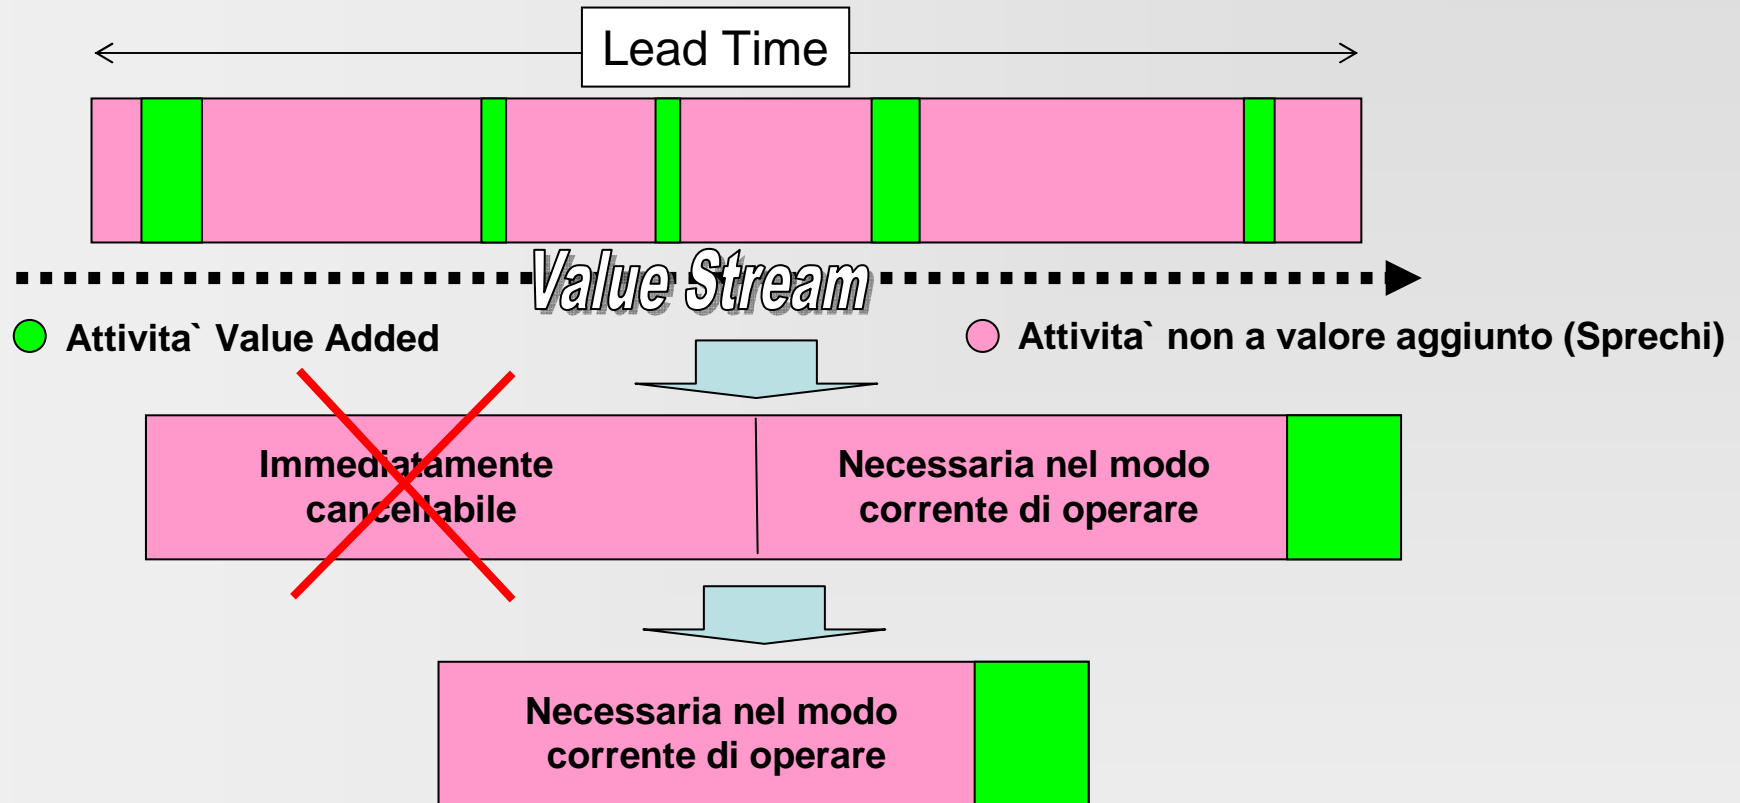 Lead Time
Value Stream
Attivita` Value Added
Attivita` non a valore aggiunto (Sprechi)
Immediatamente
cancellabile
Necessaria nel modo
corrente di operare
Necessaria nel modo
corrente di operare